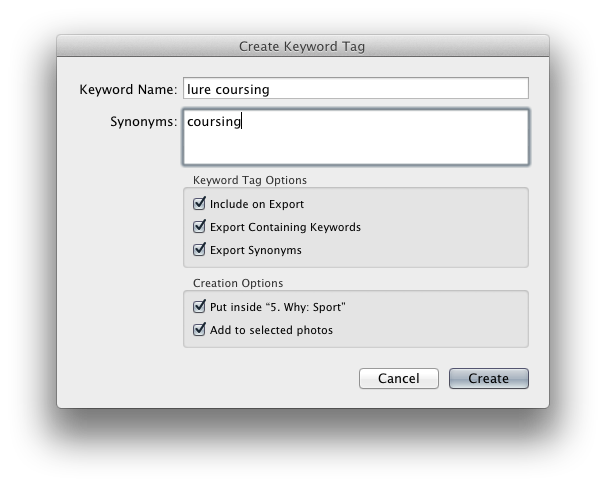 Create Keyword Tag
Keyword Name: lure coursing
Synonyms: coursing
Keyword Tag Options
Include on Export
Export Containing Keywords
Export Synonyms
Creation Options
Put inside “5. Why: Sport”
Add to selected photos
Cancel Create